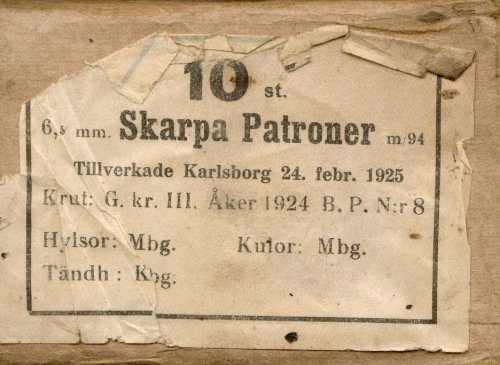 10 st.
6,5 mm. Skarpa Patroner m/94
Tillverkade Karlsborg 24. febr. 1925
Krut: G. kr. III. Åker 1924 B. P. N:r 8
Hylsor: Mbg. Kulor: Mbg.
Tändh: Kbg.